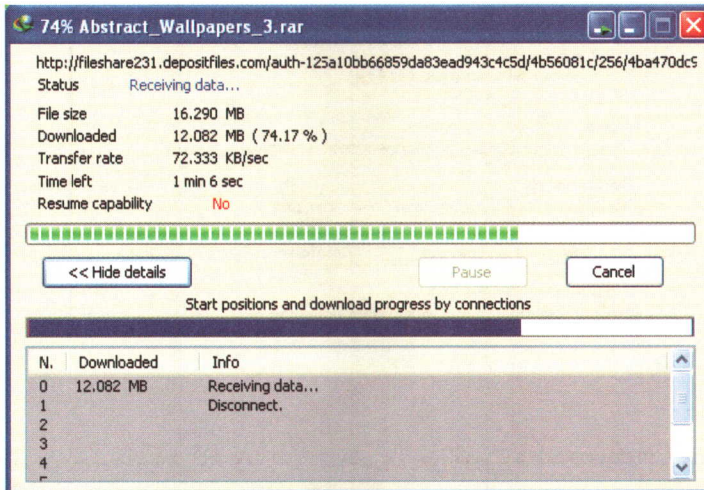 74% Abstract_Wallpapers_3.rar
http://fileshare231.depositfiles.com/auth-125a10bb66859da83ead943c4c5d/4b56081c/256/4ba470dc9
Status Receiving data...
File size 16.290 MB
Downloaded 12.082 MB ( 74.17 % )
Transfer rate 72.333 KB/sec
Time left 1 min 6 sec
Resume capability No
<< Hide details Pause Cancel
Start positions and download progress by connections
N. Downloaded Info
0 12.082 MB Receiving data...
1 Disconnect.
2
3
4